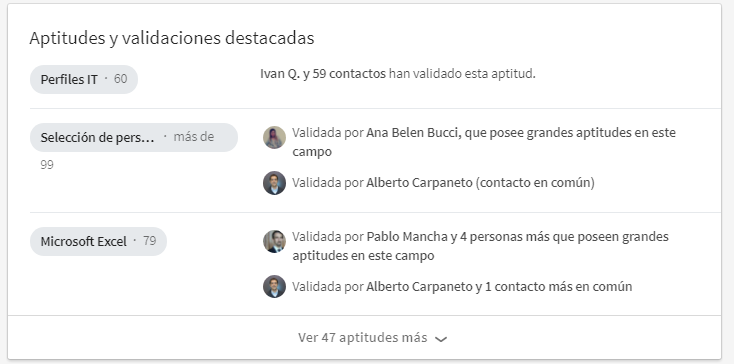 Aptitudes y validaciones destacadas
Perfiles IT · 60
Ivan Q. y 59 contactos han validado esta aptitud.
Selección de pers... · más de
99
Validada por Ana Belen Bucci, que posee grandes aptitudes en este
campo
Validada por Alberto Carpaneto (contacto en común)
Microsoft Excel · 79
Validada por Pablo Mancha y 4 personas más que poseen grandes
aptitudes en este campo
Validada por Alberto Carpaneto y 1 contacto más en común
Ver 47 aptitudes más